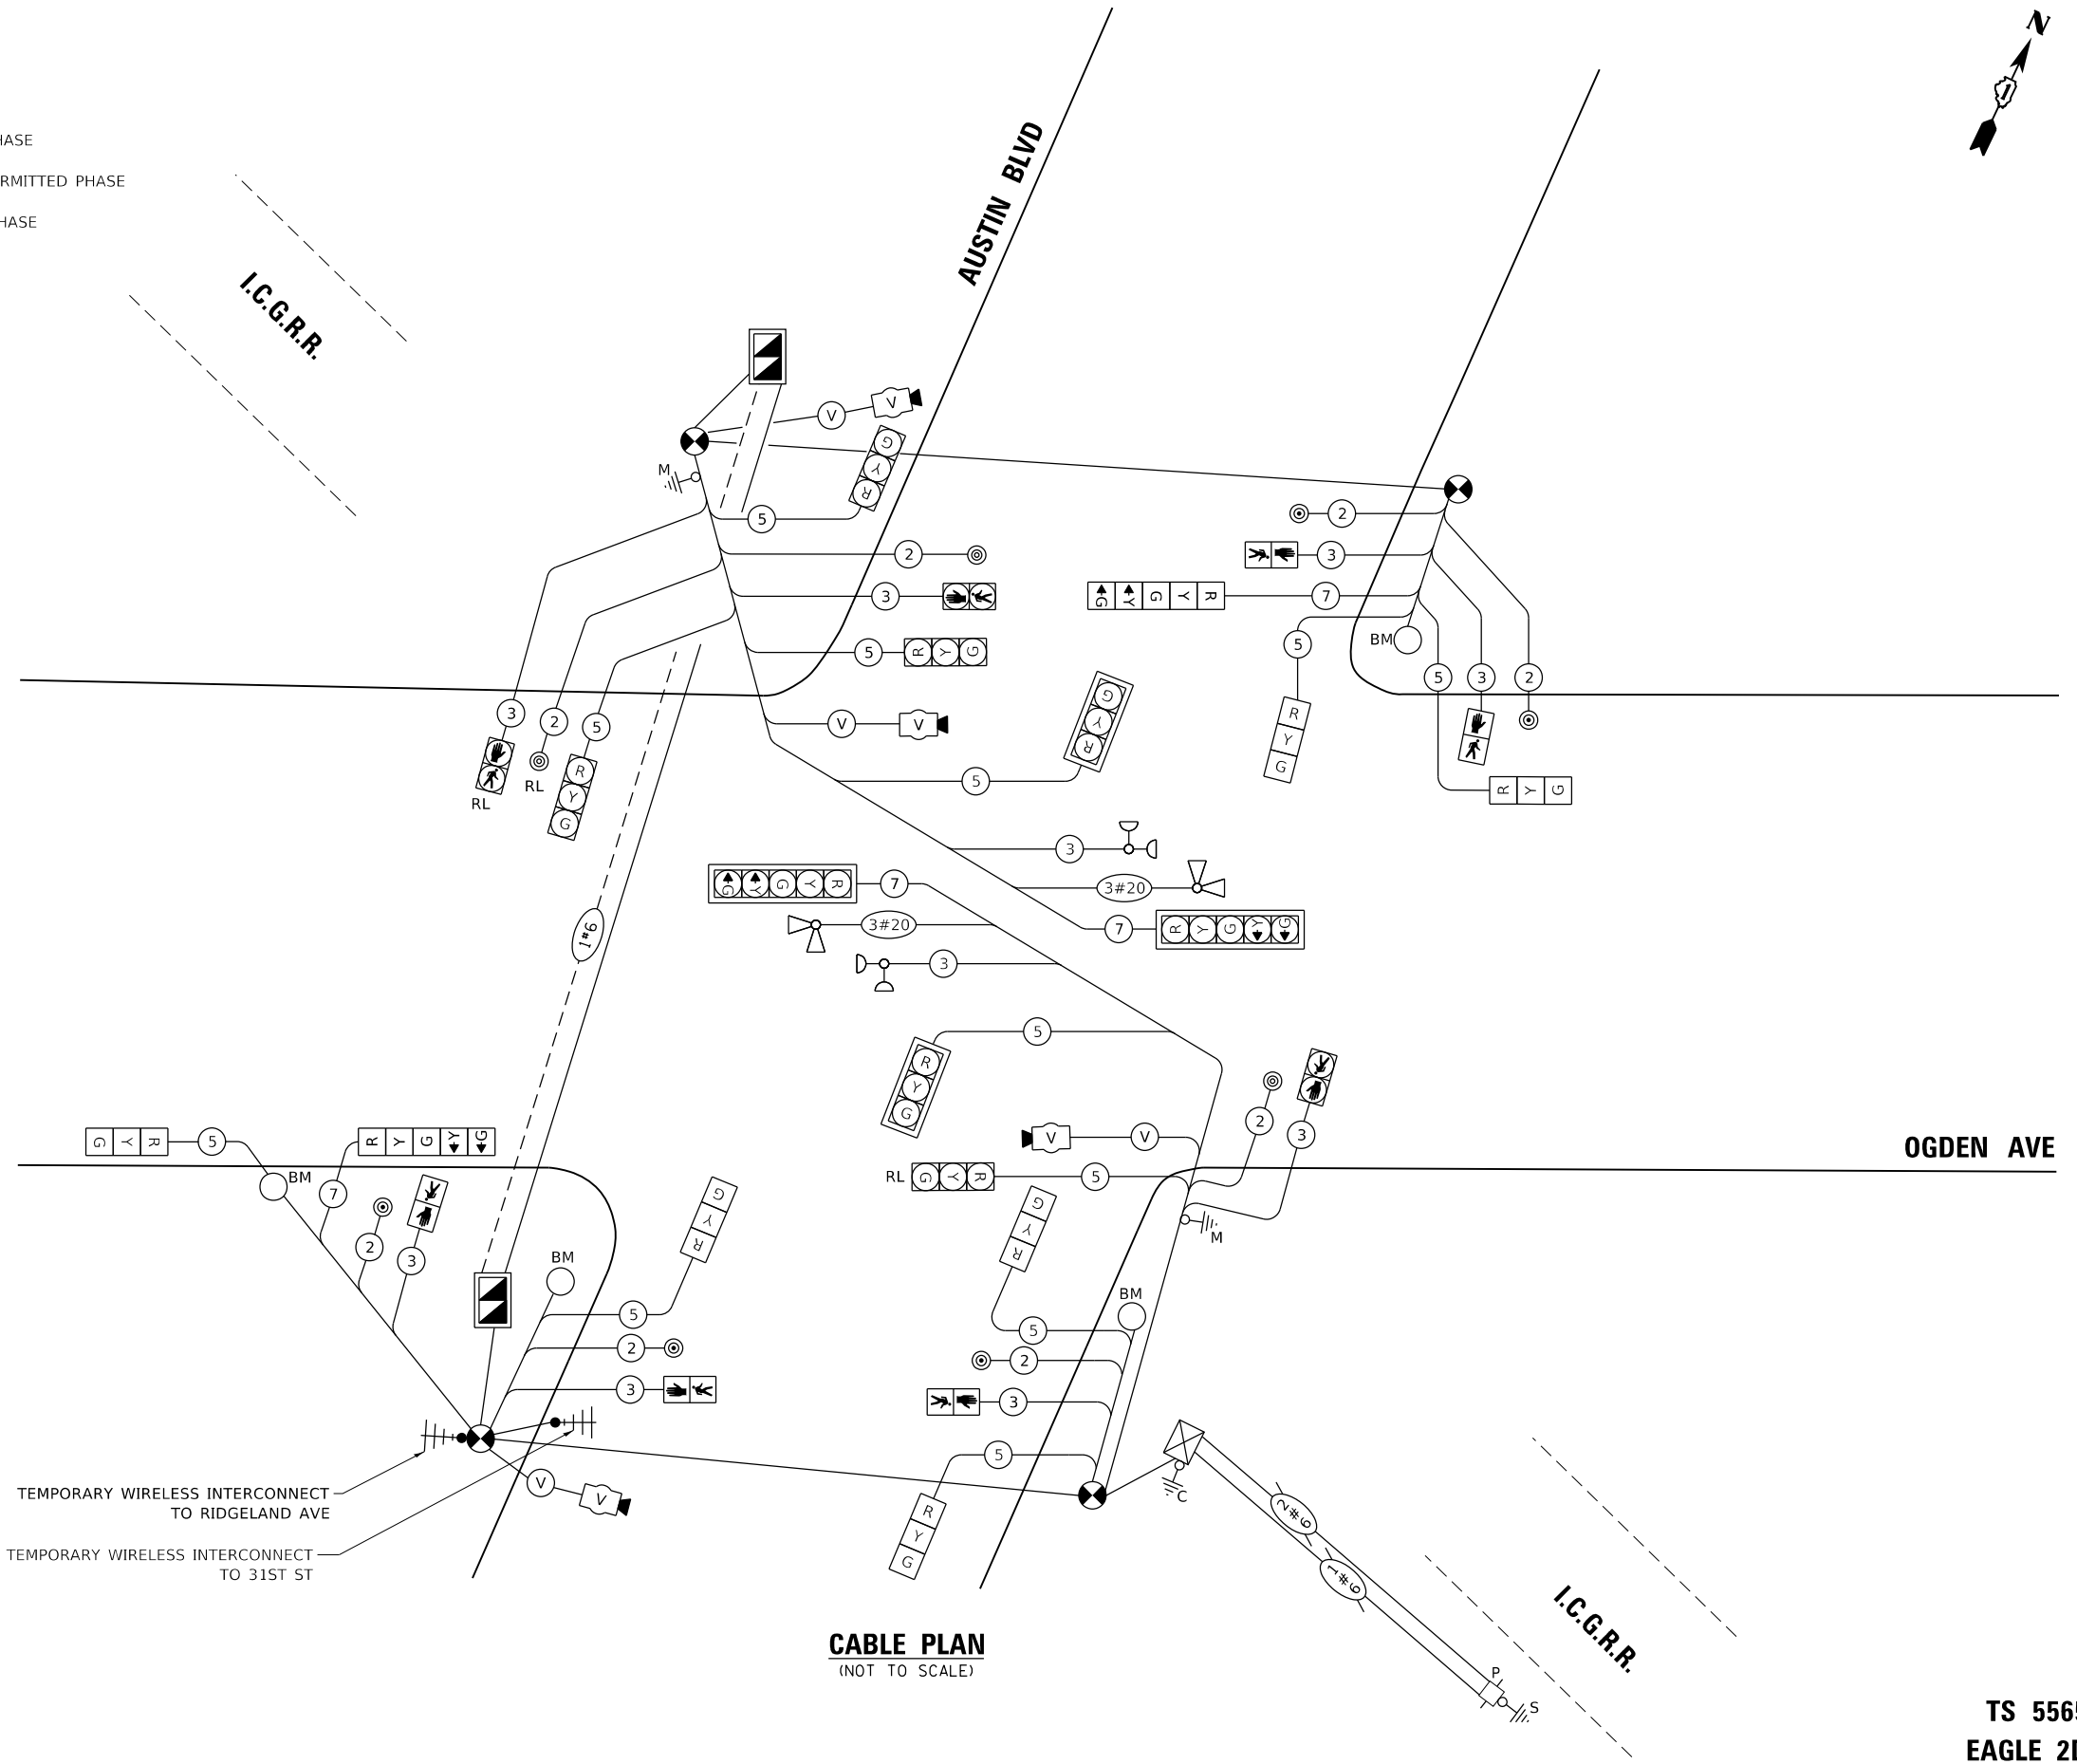 N
1
HASE
RMITTED PHASE
HASE
I.C.G.R.R.
AUSTIN BLVD
V V
G Y R
M
5
2
3
5 R Y G
V V
3
2
5
RL
RL
R Y G
G Y R
5
2
3
G Y G Y R 7
5
BM
R Y G
5
3
2
R Y G
3
3#20
7 R Y G Y G
G Y G Y R 7
3#20
3
1#6
5
R Y G
V V
RL G Y R 5
2
3
M
OGDEN AVE
G Y R 5
BM
7
R Y G Y G
2
3
BM
G Y R
5
2
3
V V
TEMPORARY WIRELESS INTERCONNECT
TO RIDGELAND AVE
TEMPORARY WIRELESS INTERCONNECT
TO 31ST ST
G Y R
BM
5
2
3
5
R Y G
C
2#6
1#6
P
S
I.C.G.R.R.
CABLE PLAN
(NOT TO SCALE)
TS 556
EAGLE 2